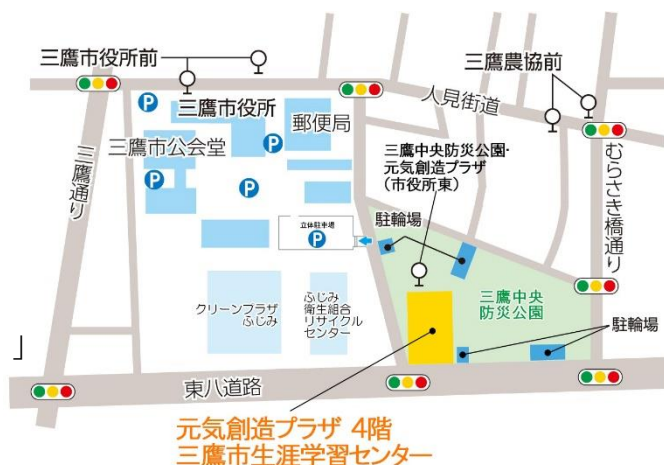 三鷹市役所前
三鷹農協前
人見街道
P
三鷹市役所
郵便局
三鷹市公会堂
P
三鷹中央防災公園・
元気創造プラザ
(市役所東)
むらさき橋通り
三鷹通り
P
P
駐輪場
立体駐車場
P
三鷹中央
防災公園
クリーンプラザ
ふじみ
ふじみ
衛生組合
リサイクル
センター
駐輪場
」
東八道路
元気創造プラザ 4階
三鷹市生涯学習センター